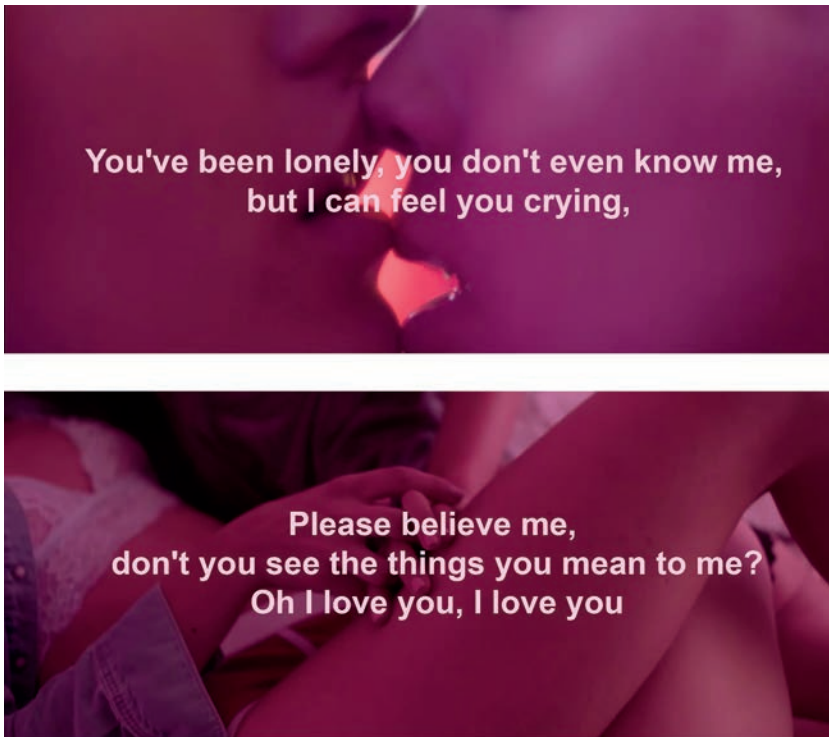 You've been lonely, you don't even know me,
but I can feel you crying,
Please believe me,
don't you see the things you mean to me?
Oh I love you, I love you